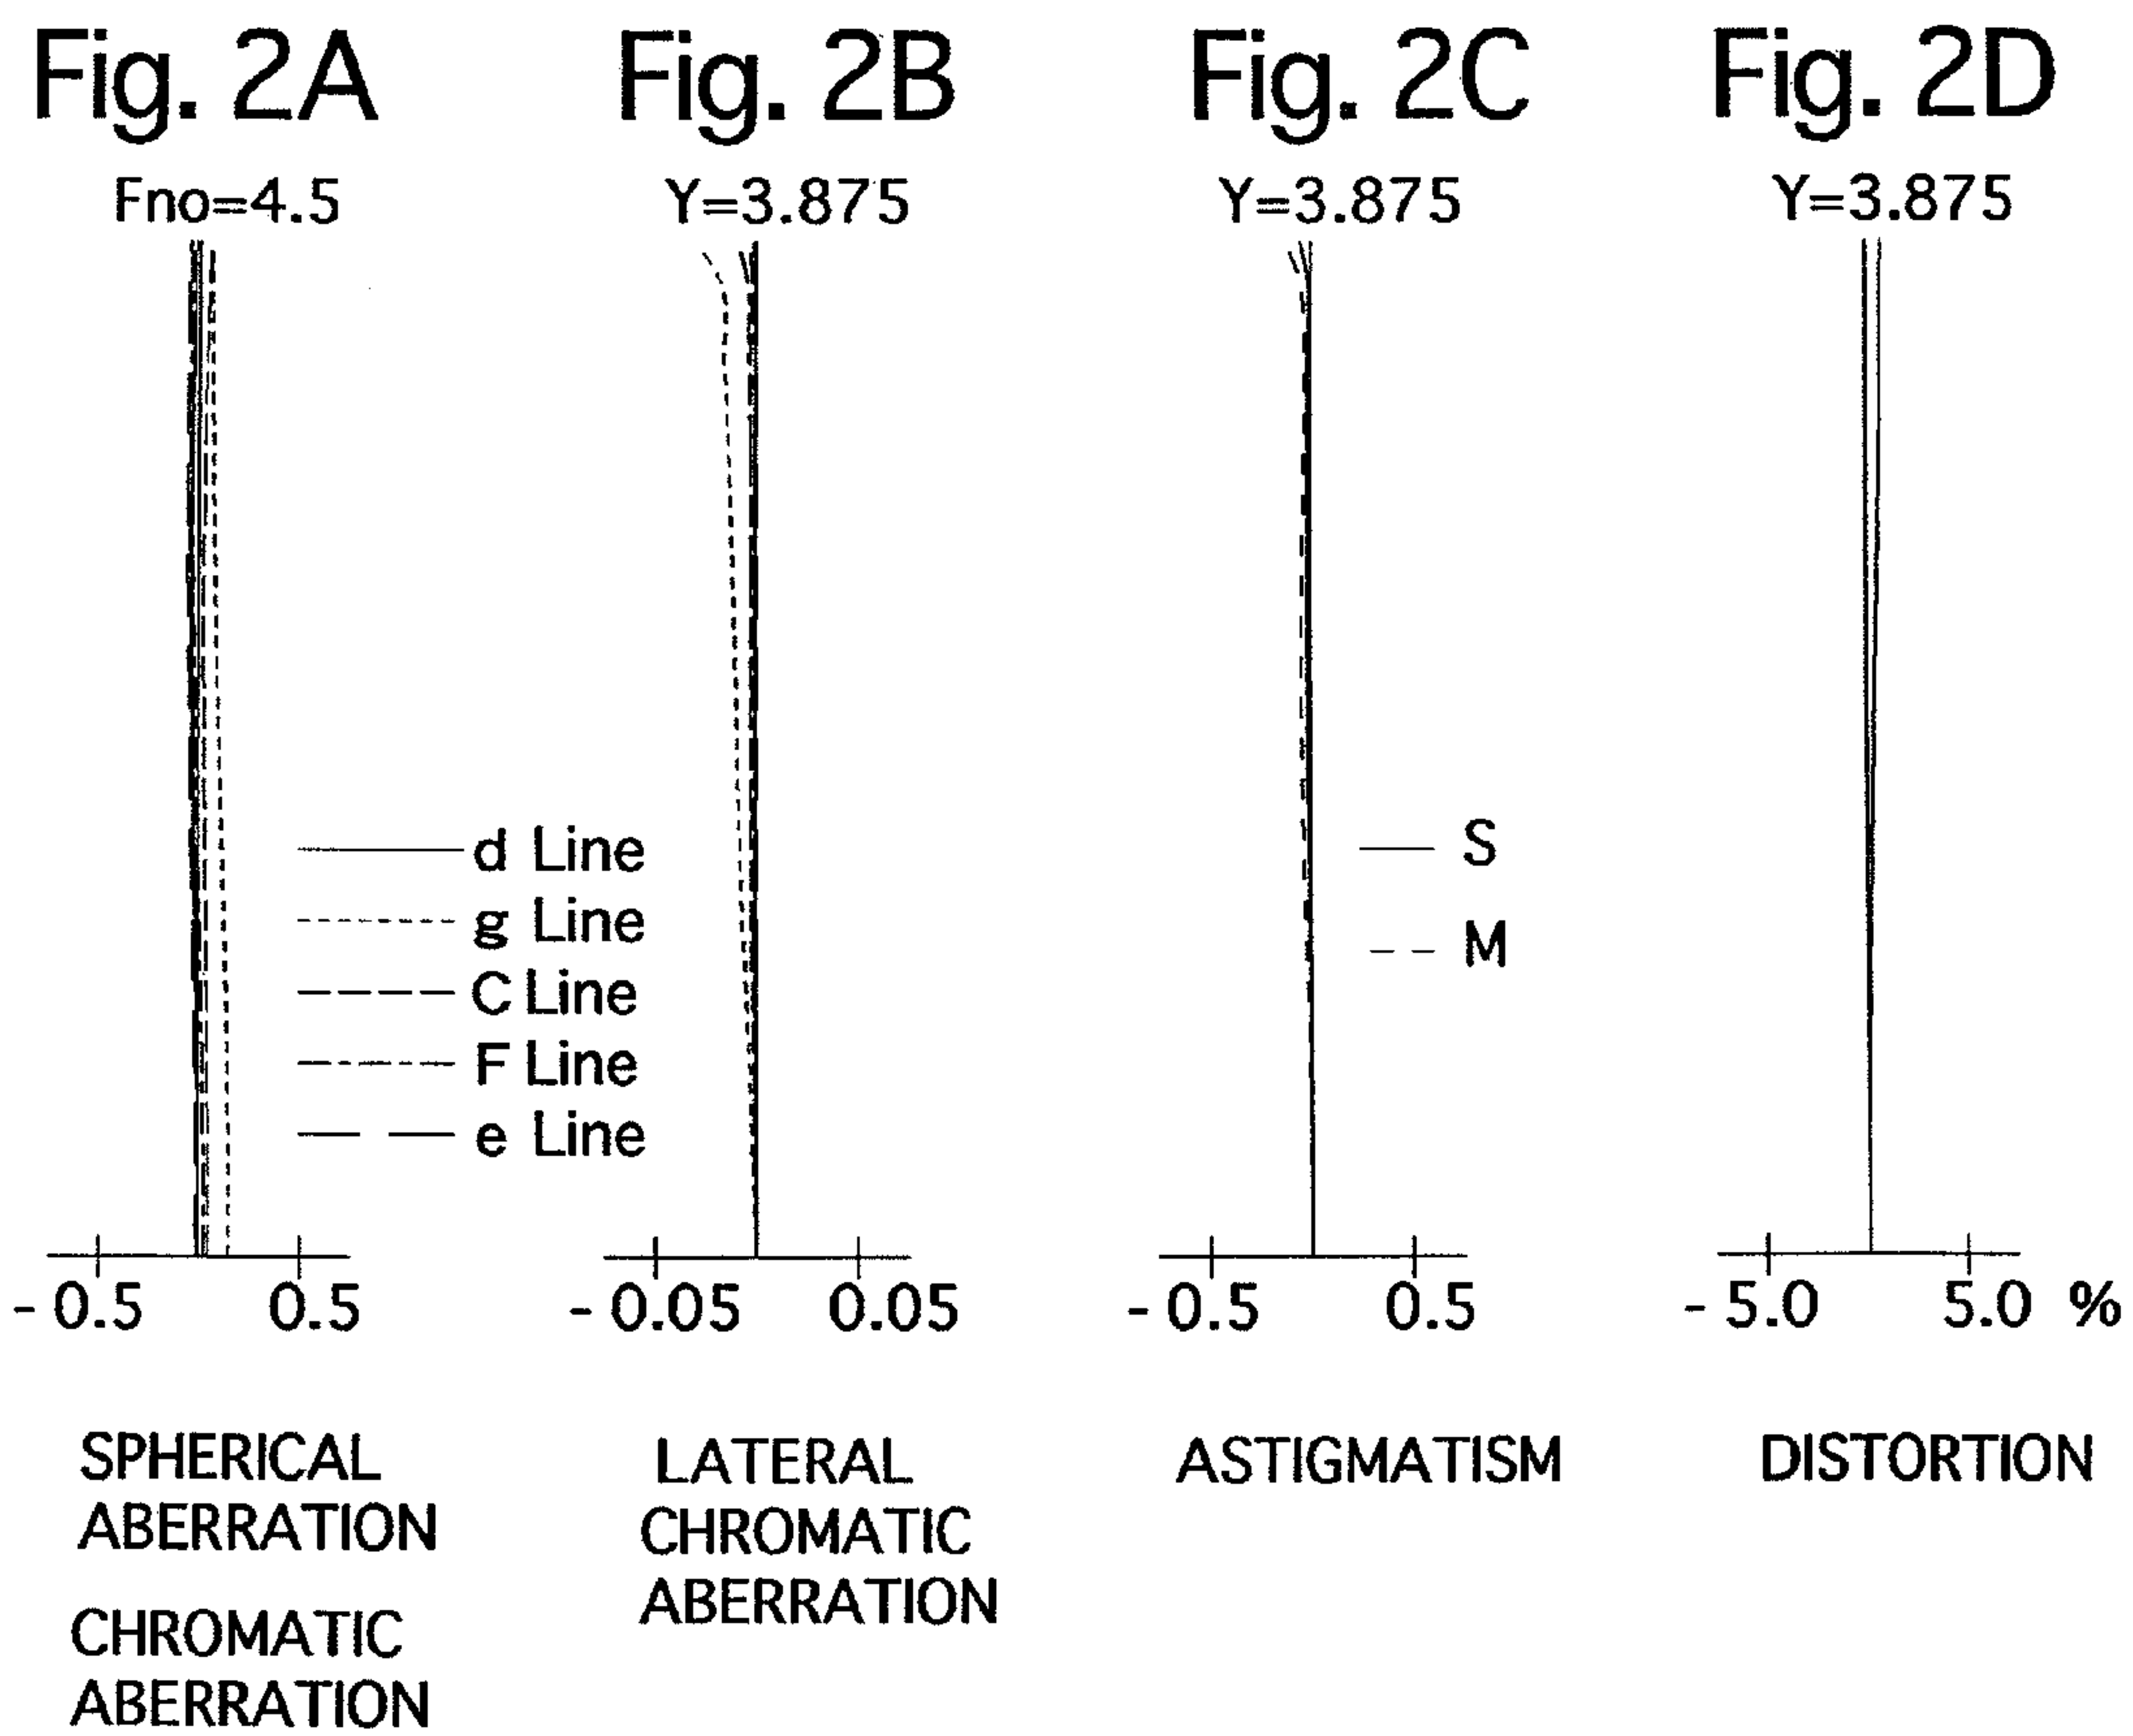 Fig. 2A
Fno=4.5
- 0.5 0.5
SPHERICAL
ABERRATION
CHROMATIC
ABERRATION
d Line
g Line
C Line
F Line
e Line
Fig. 2B
Y=3.875
- 0.05 0.05
LATERAL
CHROMATIC
ABERRATION
Fig. 2C
Y=3.875
S
M
- 0.5 0.5
ASTIGMATISM
Fig. 2D
Y=3.875
- 5.0 5.0 %
DISTORTION